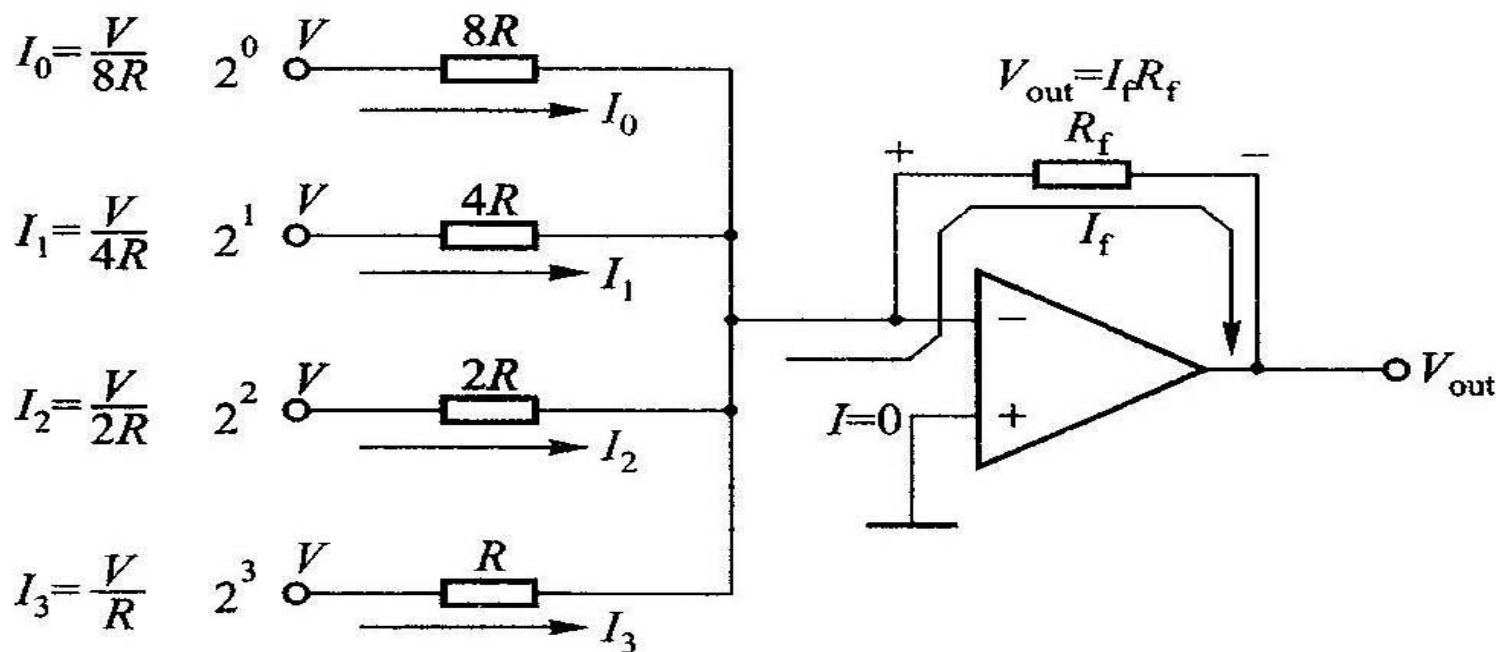 I₀=V/8R 2⁰ V 8R
I₀
I₁=V/4R 2¹ V 4R
I₁
I₂=V/2R 2² V 2R
I₂
I₃=V/R 2³ V R
I₃
V_out=I_fR_f
+ R_f −
I_f
−
I=0 +
V_out